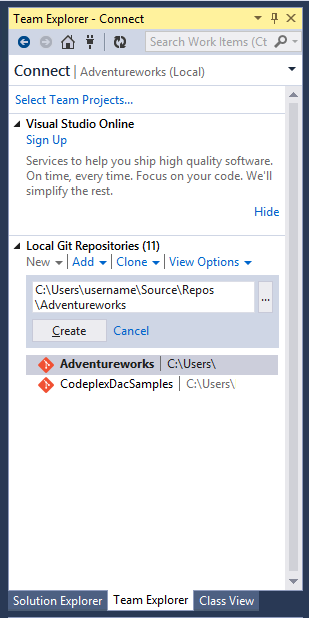 Team Explorer - Connect
Search Work Items (Ct
Connect | Adventureworks (Local)
Select Team Projects...
Visual Studio Online
Sign Up
Services to help you ship high quality software.
On time, every time. Focus on your code. We'll
simplify the rest.
Hide
Local Git Repositories (11)
New | Add | Clone | View Options
C:\Users\username\Source\Repos
\Adventureworks
...
Create Cancel
Adventureworks | C:\Users\
CodeplexDacSamples | C:\Users\
Solution Explorer Team Explorer Class View